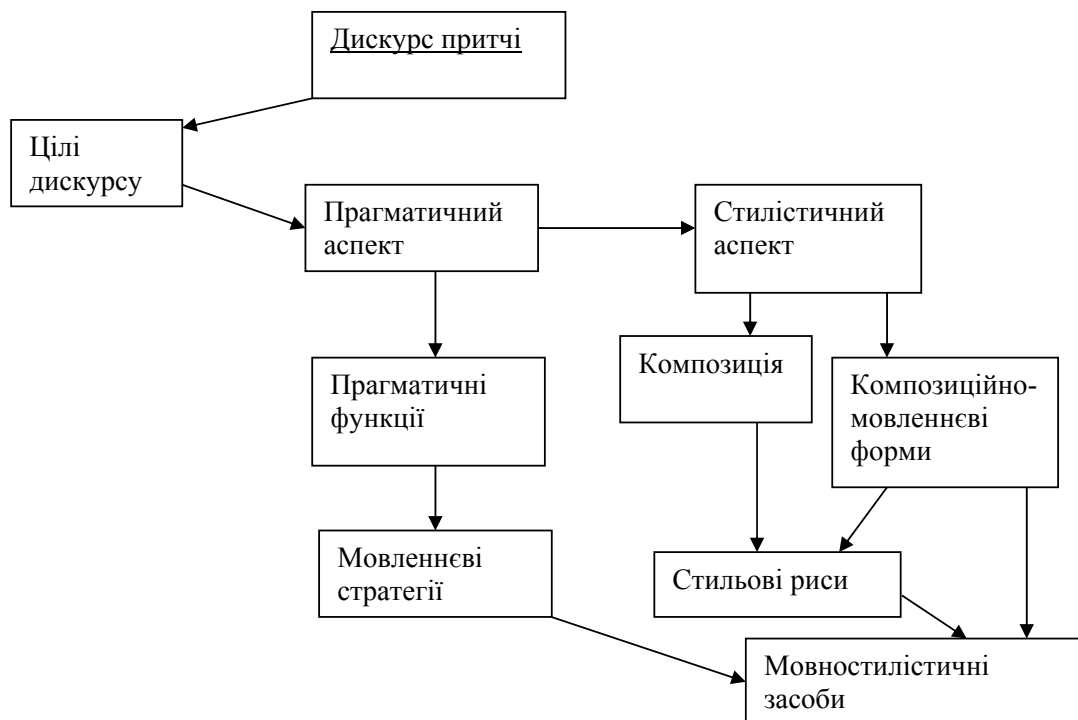 Дискурс притчі
Цілі
дискурсу
Прагматичний
аспект
Стилістичний
аспект
Прагматичні
функції
Композиція
Композиційно-
мовленнєві
форми
Мовленнєві
стратегії
Стильові риси
Мовностилістичні
засоби